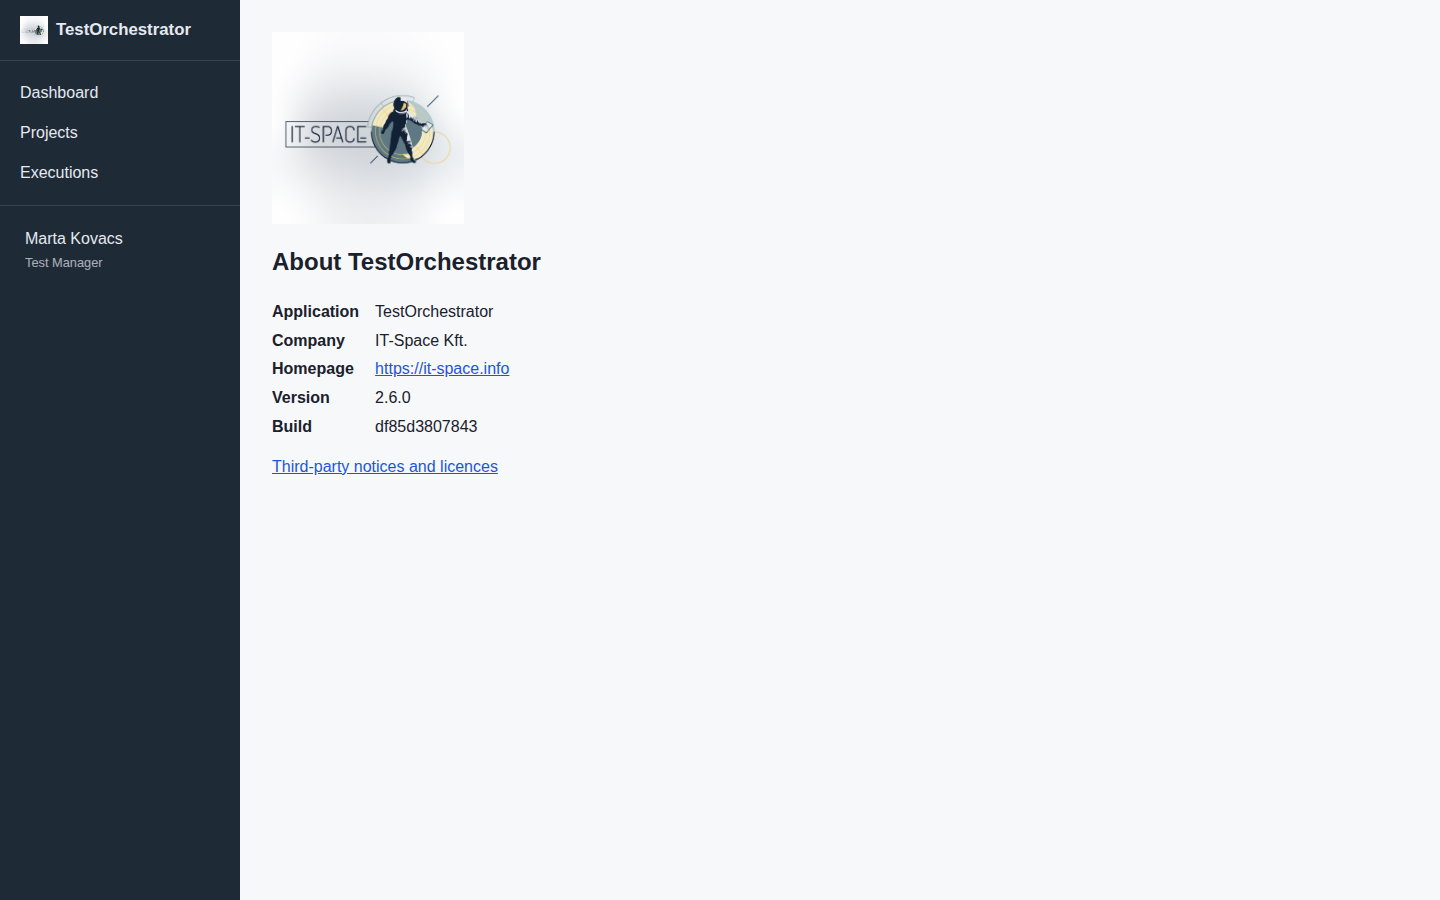 TestOrchestrator
Dashboard
Projects
Executions
Marta Kovacs
Test Manager
IT-SPACE
About TestOrchestrator
Application TestOrchestrator
Company IT-Space Kft.
Homepage https://it-space.info
Version 2.6.0
Build df85d3807843
Third-party notices and licences